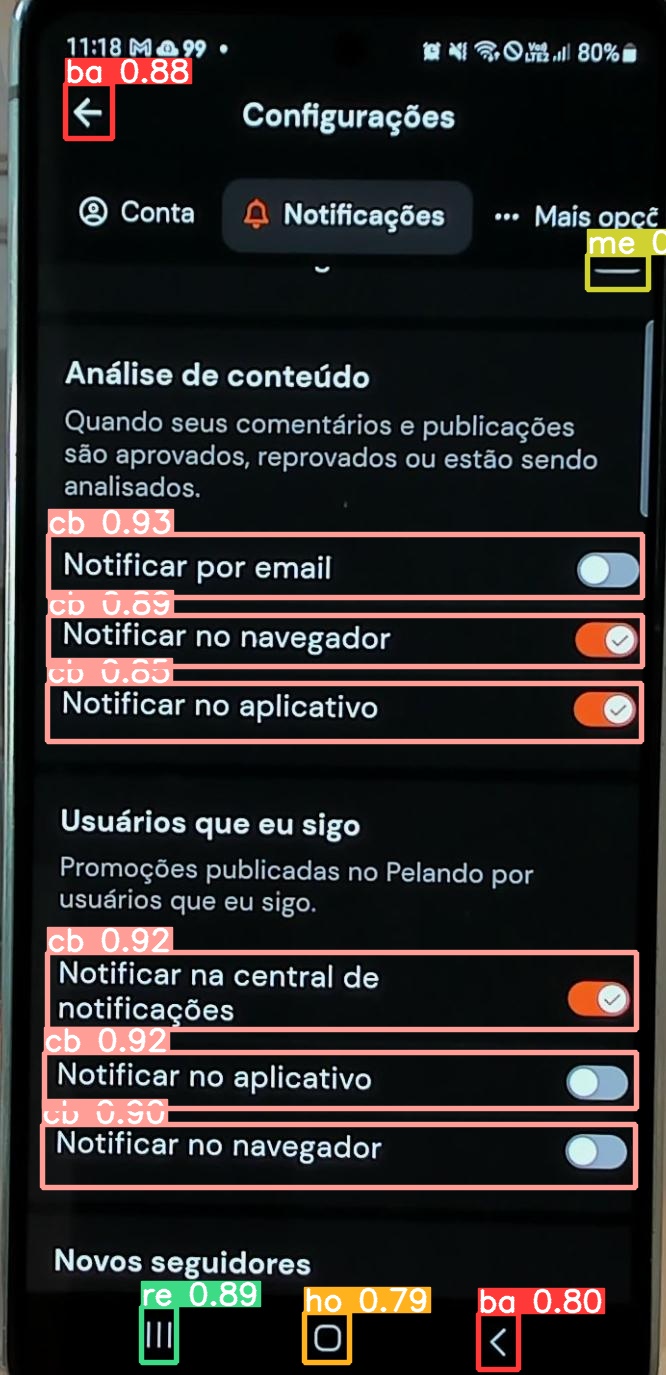 11:18 99 80%
ba 0.88
Configurações
Conta Notificações ... Mais opçõ
me 0
Análise de conteúdo
Quando seus comentários e publicações
são aprovados, reprovados ou estão sendo
analisados.
cb 0.93
Notificar por email
cb 0.89
Notificar no navegador
cb 0.85
Notificar no aplicativo
Usuários que eu sigo
Promoções publicadas no Pelando por
usuários que eu sigo.
cb 0.92
Notificar na central de
notificações
cb 0.92
Notificar no aplicativo
cb 0.90
Notificar no navegador
Novos seguidores
re 0.89 ho 0.79 ba 0.80